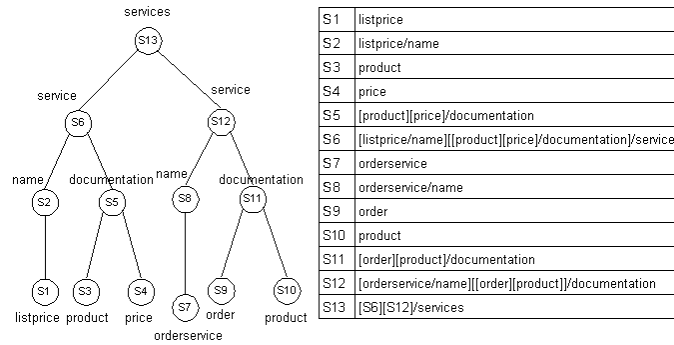 services
S13
service
service
S6
S12
name
documentation
name
documentation
S2
S5
S8
S11
S1
S3
S4
S7
S9
S10
listprice
product
price
orderservice
order
product
S1 listprice
S2 listprice/name
S3 product
S4 price
S5 [product][price]/documentation
S6 [listprice/name][[product][price]/documentation]/service
S7 orderservice
S8 orderservice/name
S9 order
S10 product
S11 [order][product]/documentation
S12 [orderservice/name][[order][product]]/documentation
S13 [S6][S12]/services